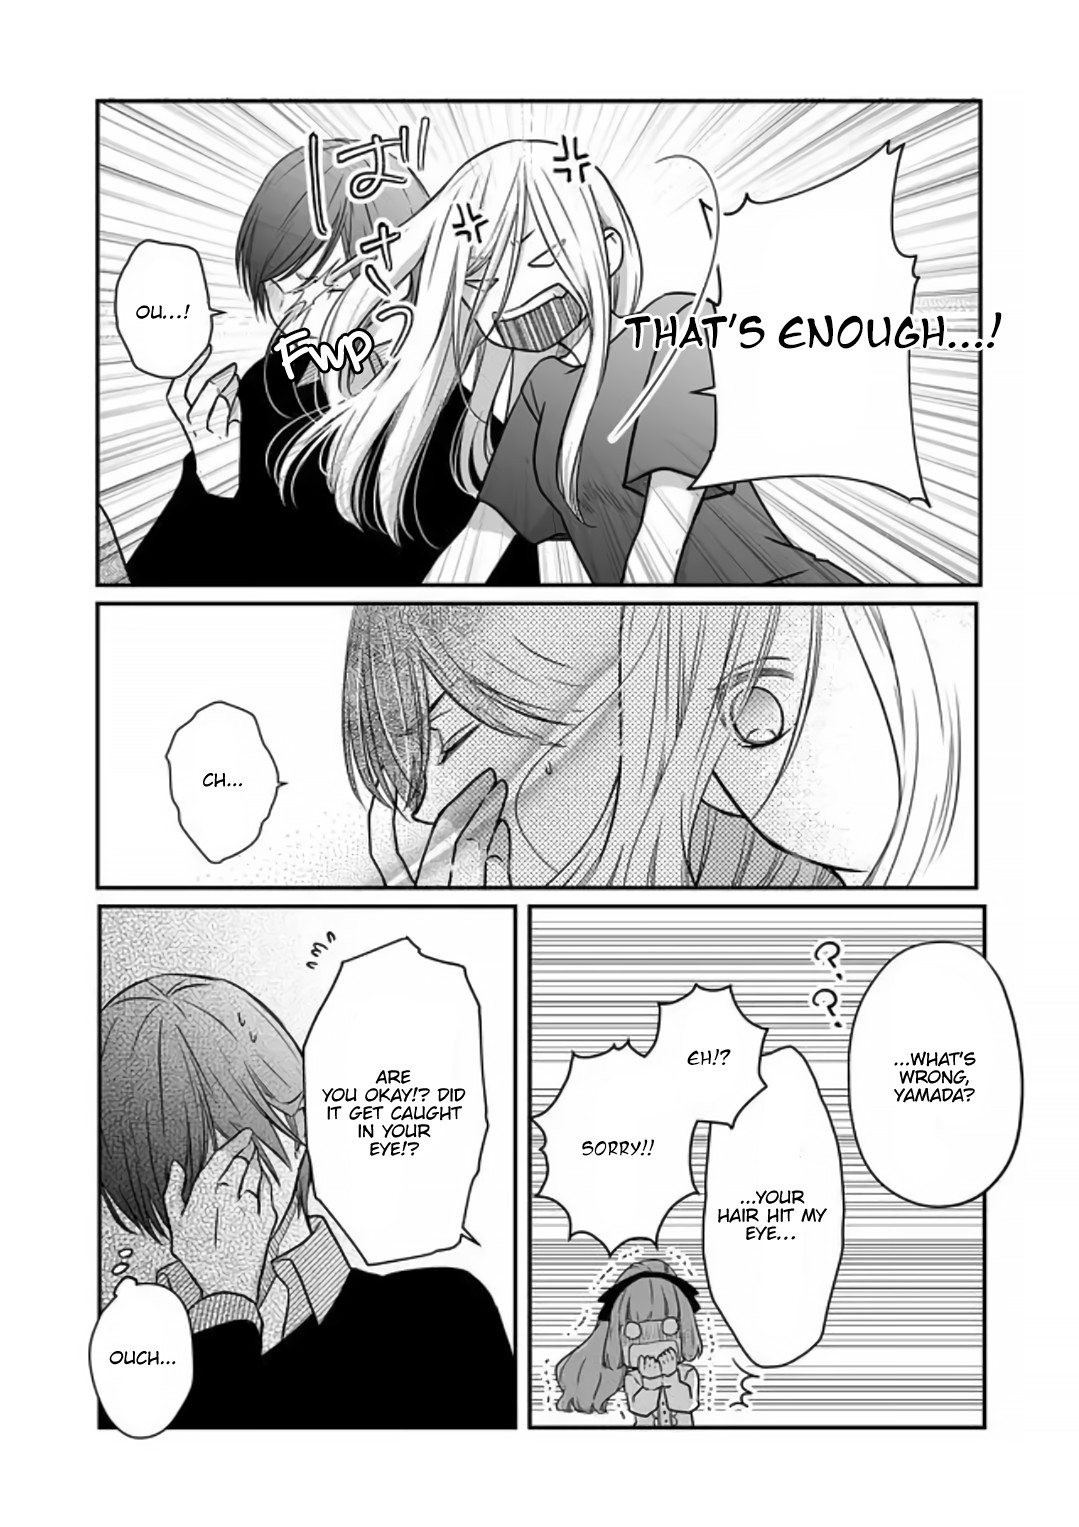 THAT'S ENOUGH...!
ばさっ
Fwp
OU...!
CH...
...WHAT'S
WRONG,
YAMADA?
?
?
...YOUR
HAIR HIT MY
EYE...
EH!?
SORRY!!
ARE
YOU OKAY!? DID
IT GET CAUGHT
IN YOUR
EYE!?
OUCH...